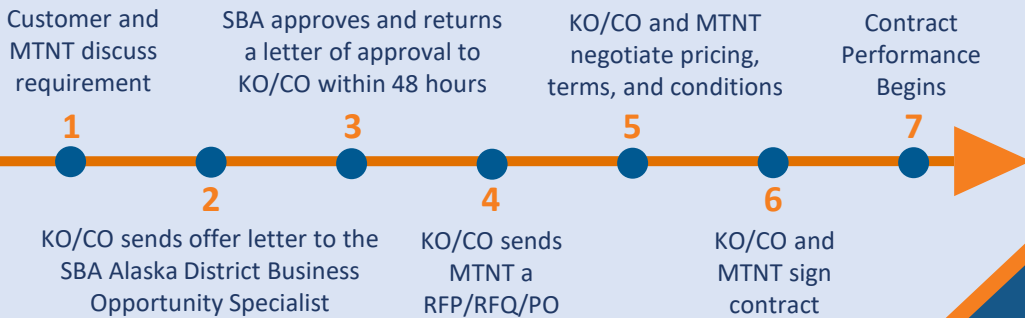 Customer and
MTNT discuss
requirement
1
2
KO/CO sends offer letter to the
SBA Alaska District Business
Opportunity Specialist
SBA approves and returns
a letter of approval to
KO/CO within 48 hours
3
4
KO/CO sends
MTNT a
RFP/RFQ/PO
KO/CO and MTNT
negotiate pricing,
terms, and conditions
5
6
KO/CO and
MTNT sign
contract
Contract
Performance
Begins
7